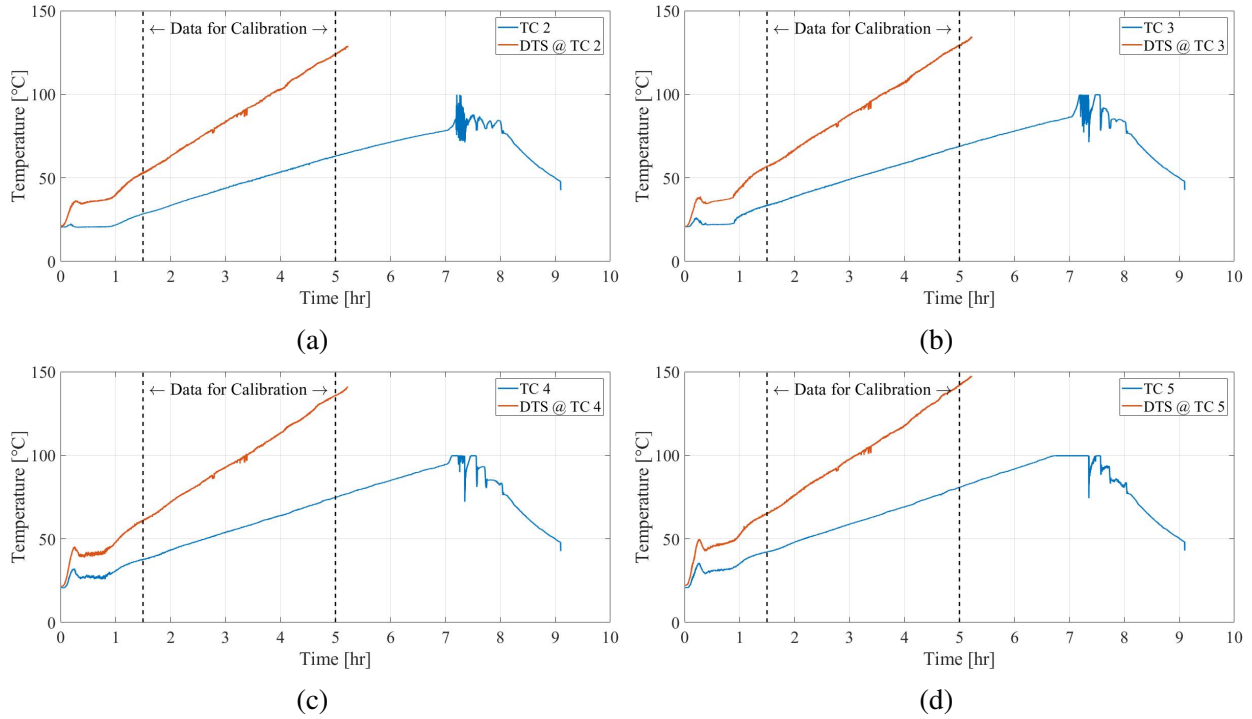 150
100
50
0
Temperature [°C]
0 1 2 3 4 5 6 7 8 9 10
Time [hr]
← Data for Calibration →
TC 2
DTS @ TC 2
(a)
150
100
50
0
Temperature [°C]
0 1 2 3 4 5 6 7 8 9 10
Time [hr]
← Data for Calibration →
TC 3
DTS @ TC 3
(b)
150
100
50
0
Temperature [°C]
0 1 2 3 4 5 6 7 8 9 10
Time [hr]
← Data for Calibration →
TC 4
DTS @ TC 4
(c)
150
100
50
0
Temperature [°C]
0 1 2 3 4 5 6 7 8 9 10
Time [hr]
← Data for Calibration →
TC 5
DTS @ TC 5
(d)